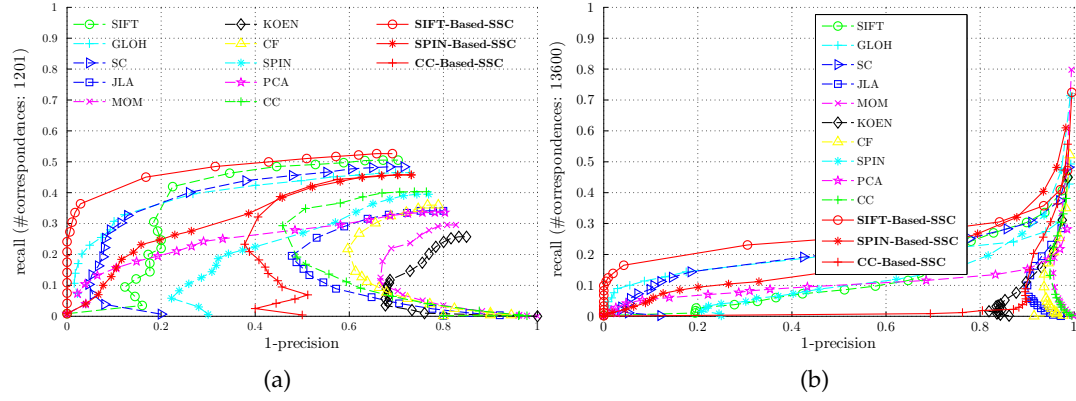 recall (#correspondences: 1201)
1
0.9
0.8
0.7
0.6
0.5
0.4
0.3
0.2
0.1
0
SIFT
GLOH
SC
JLA
MOM
KOEN
CF
SPIN
PCA
CC
SIFT-Based-SSC
SPIN-Based-SSC
CC-Based-SSC
0 0.2 0.4 0.6 0.8 1
1-precision
(a)
recall (#correspondences: 13600)
1
0.9
0.8
0.7
0.6
0.5
0.4
0.3
0.2
0.1
0
SIFT
GLOH
SC
JLA
MOM
KOEN
CF
SPIN
PCA
CC
SIFT-Based-SSC
SPIN-Based-SSC
CC-Based-SSC
0 0.2 0.4 0.6 0.8 1
1-precision
(b)